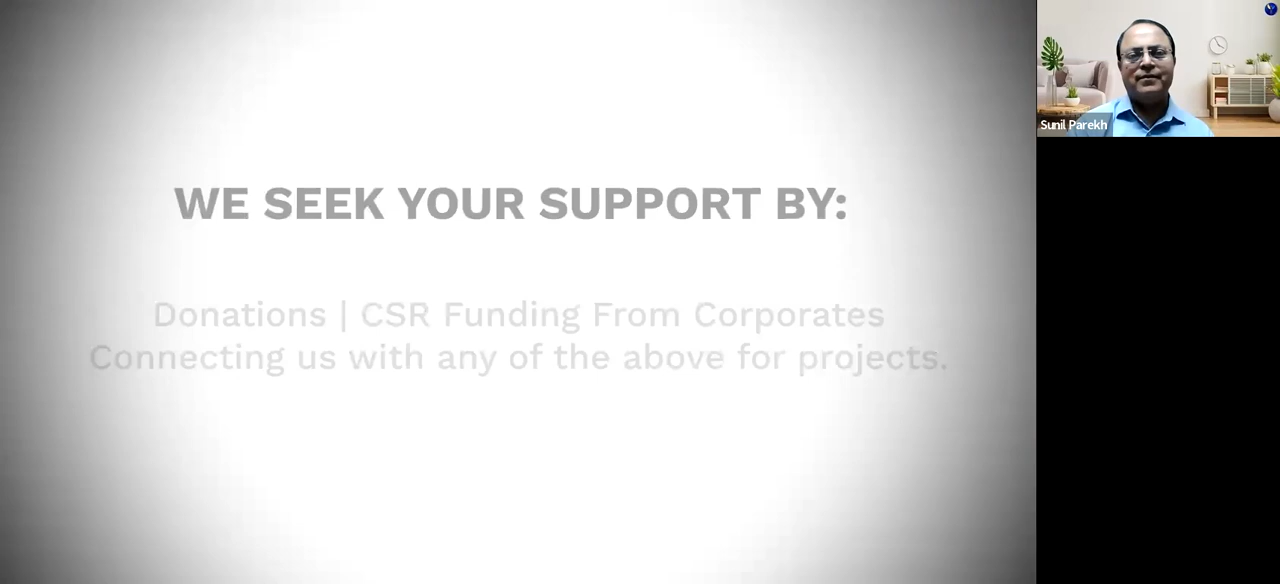 WE SEEK YOUR SUPPORT BY:
Donations | CSR Funding From Corporates
Connecting us with any of the above for projects.
Sunil Parekh